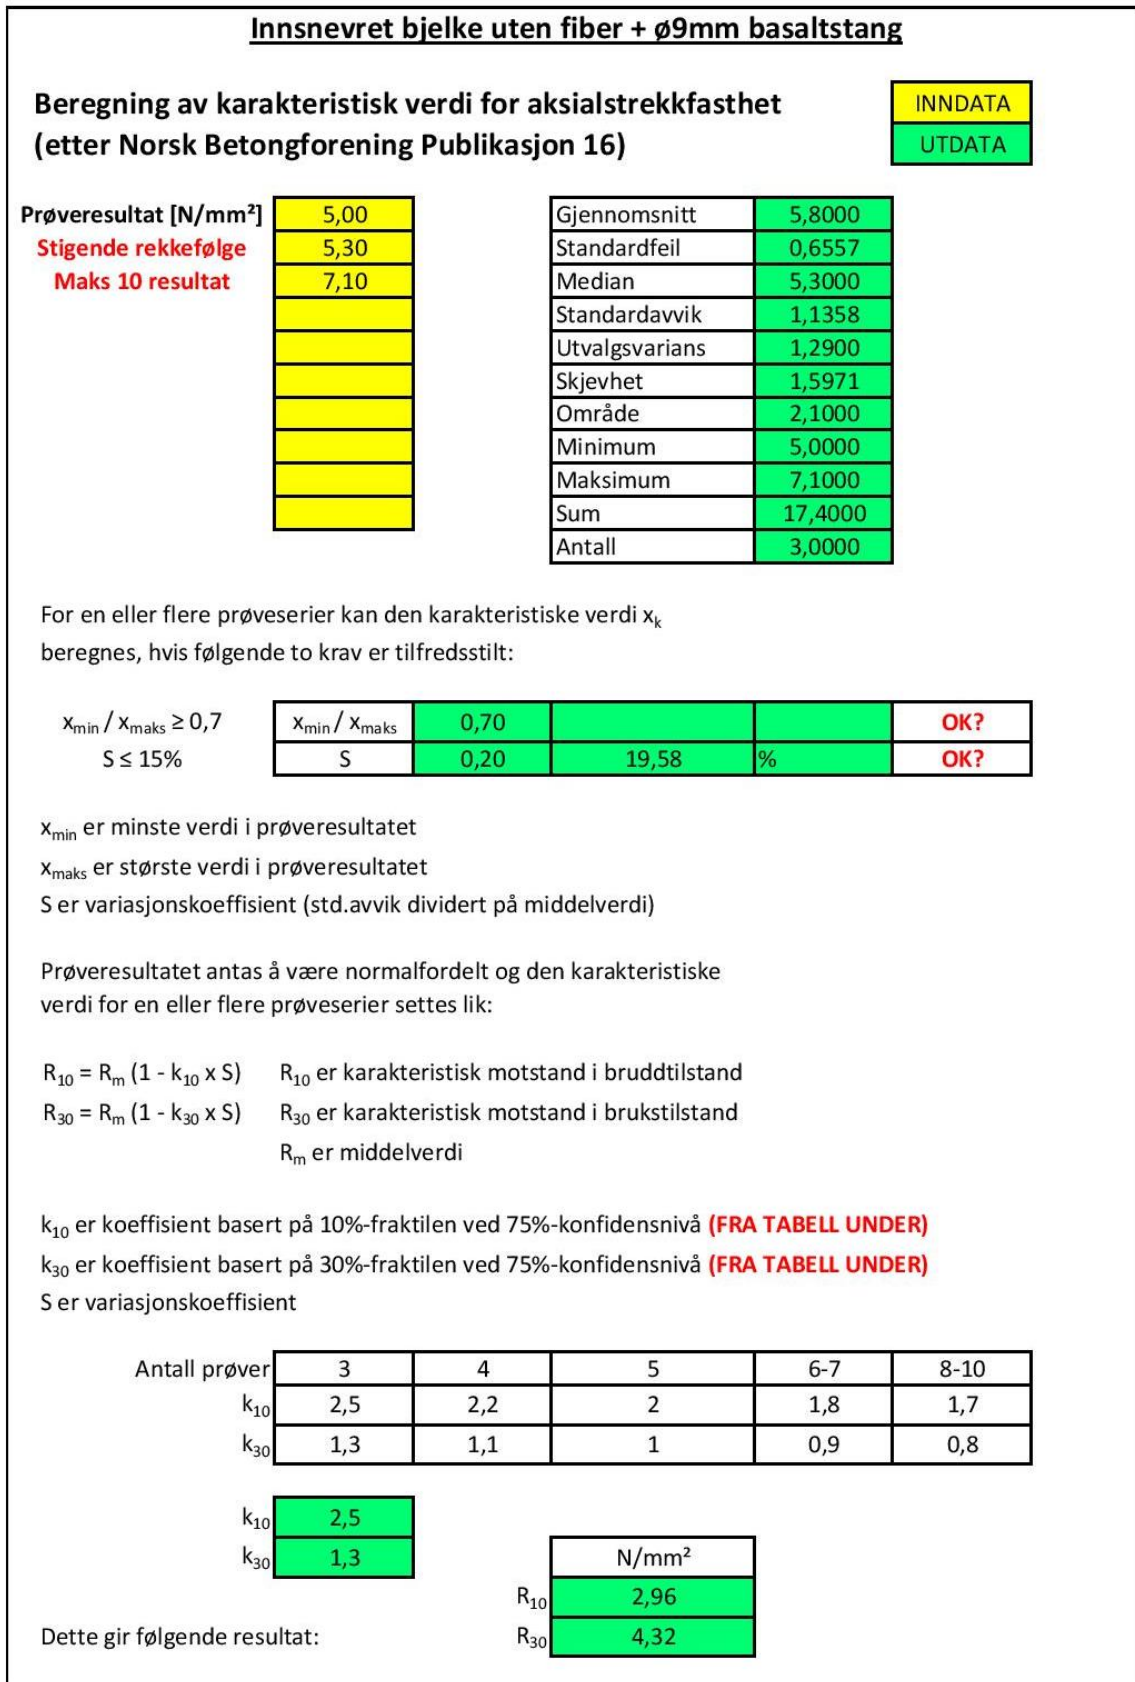 Innsnevret bjelke uten fiber + ø9mm basaltstang
Beregning av karakteristisk verdi for aksialstrekkfasthet
(etter Norsk Betongforening Publikasjon 16)
INNDATA
UTDATA
Prøveresultat [N/mm²] 5,00
Stigende rekkefølge 5,30
Maks 10 resultat 7,10
Gjennomsnitt 5,8000
Standardfeil 0,6557
Median 5,3000
Standardavvik 1,1358
Utvalgsvarians 1,2900
Skjevhet 1,5971
Område 2,1000
Minimum 5,0000
Maksimum 7,1000
Sum 17,4000
Antall 3,0000
For en eller flere prøveserier kan den karakteristiske verdi xₖ
beregnes, hvis følgende to krav er tilfredsstilt:
x_min / x_maks ≥ 0,7 x_min / x_maks 0,70 OK?
S ≤ 15% S 0,20 19,58 % OK?
x_min er minste verdi i prøveresultatet
x_maks er største verdi i prøveresultatet
S er variasjonskoeffisient (std.avvik dividert på middelverdi)
Prøveresultatet antas å være normalfordelt og den karakteristiske
verdi for en eller flere prøveserier settes lik:
R₁₀ = Rₘ (1 - k₁₀ x S) R₁₀ er karakteristisk motstand i bruddtilstand
R₃₀ = Rₘ (1 - k₃₀ x S) R₃₀ er karakteristisk motstand i brukstilstand
Rₘ er middelverdi
k₁₀ er koeffisient basert på 10%-fraktilen ved 75%-konfidensnivå (FRA TABELL UNDER)
k₃₀ er koeffisient basert på 30%-fraktilen ved 75%-konfidensnivå (FRA TABELL UNDER)
S er variasjonskoeffisient
Antall prøver 3 4 5 6-7 8-10
k₁₀ 2,5 2,2 2 1,8 1,7
k₃₀ 1,3 1,1 1 0,9 0,8
k₁₀ 2,5
k₃₀ 1,3
N/mm²
R₁₀ 2,96
Dette gir følgende resultat: R₃₀ 4,32